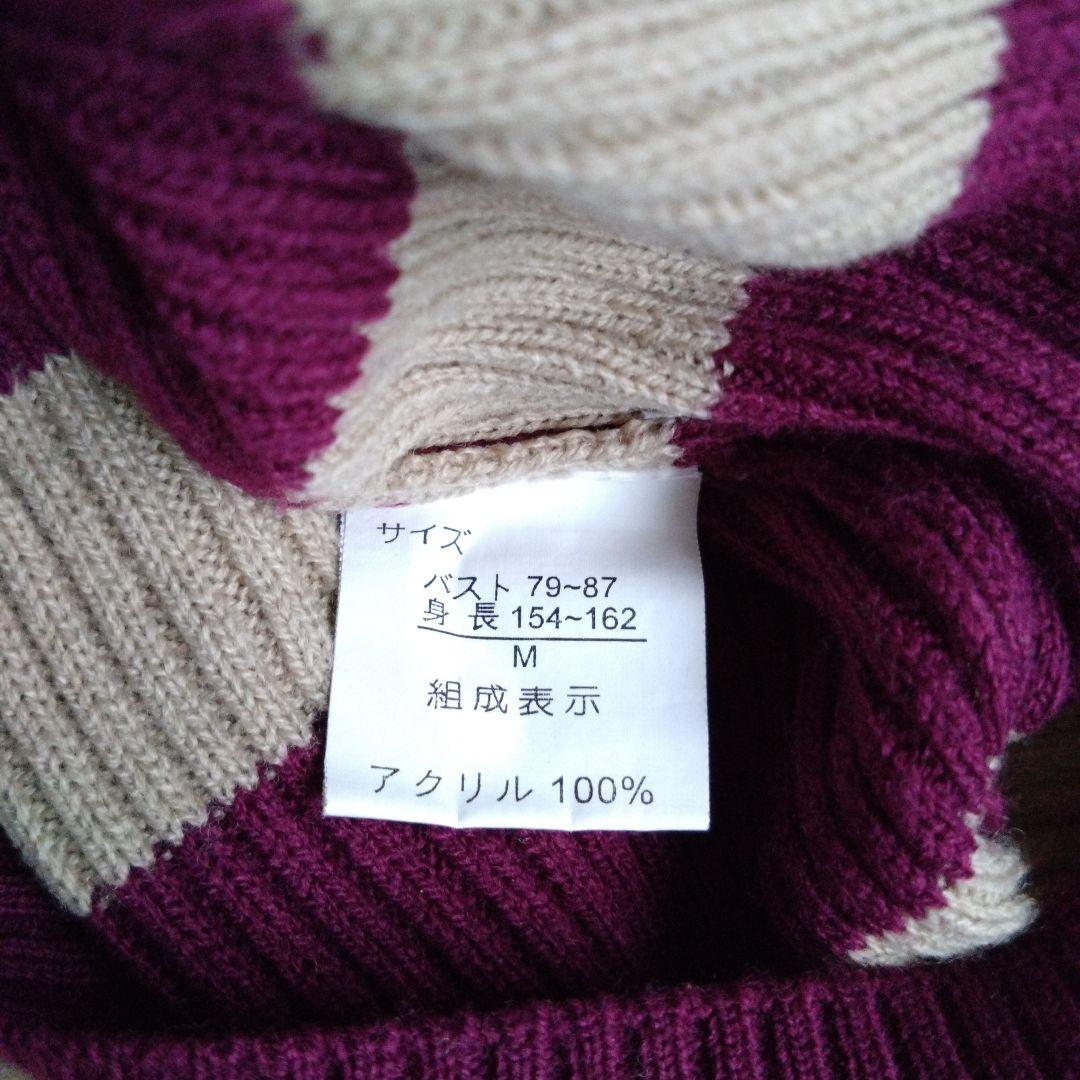 サイズ
バスト 79~87
身 長 154~162
M
組成表示
アクリル 100%